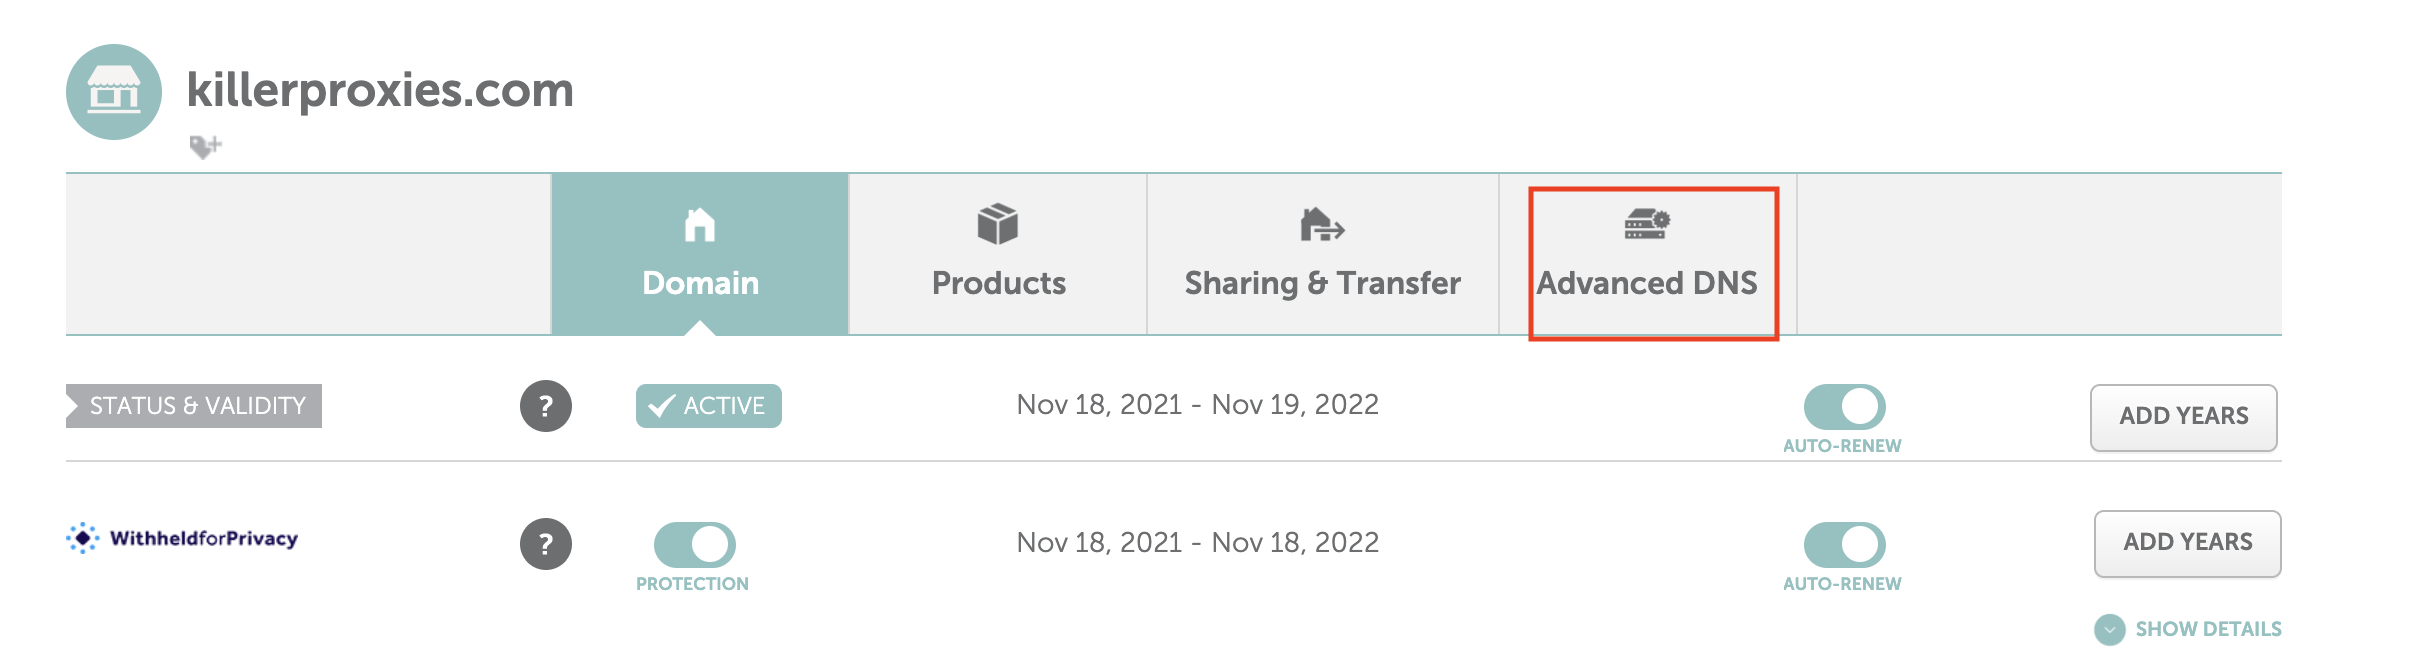 killerproxies.com
Domain
Products
Sharing & Transfer
Advanced DNS
STATUS & VALIDITY
?
ACTIVE
Nov 18, 2021 - Nov 19, 2022
AUTO-RENEW
ADD YEARS
WithheldforPrivacy
?
PROTECTION
Nov 18, 2021 - Nov 18, 2022
AUTO-RENEW
ADD YEARS
SHOW DETAILS